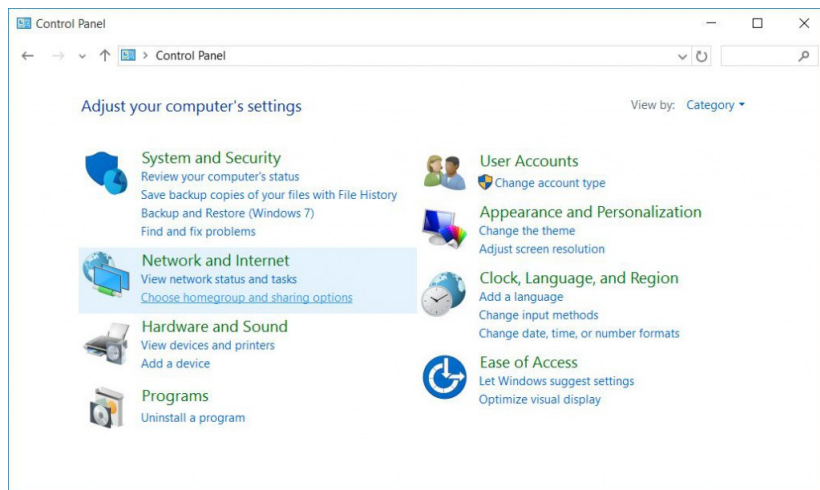 Control Panel
Control Panel
Adjust your computer's settings
View by: Category
System and Security
Review your computer's status
Save backup copies of your files with File History
Backup and Restore (Windows 7)
Find and fix problems
Network and Internet
View network status and tasks
Choose homegroup and sharing options
Hardware and Sound
View devices and printers
Add a device
Programs
Uninstall a program
User Accounts
Change account type
Appearance and Personalization
Change the theme
Adjust screen resolution
Clock, Language, and Region
Add a language
Change input methods
Change date, time, or number formats
Ease of Access
Let Windows suggest settings
Optimize visual display